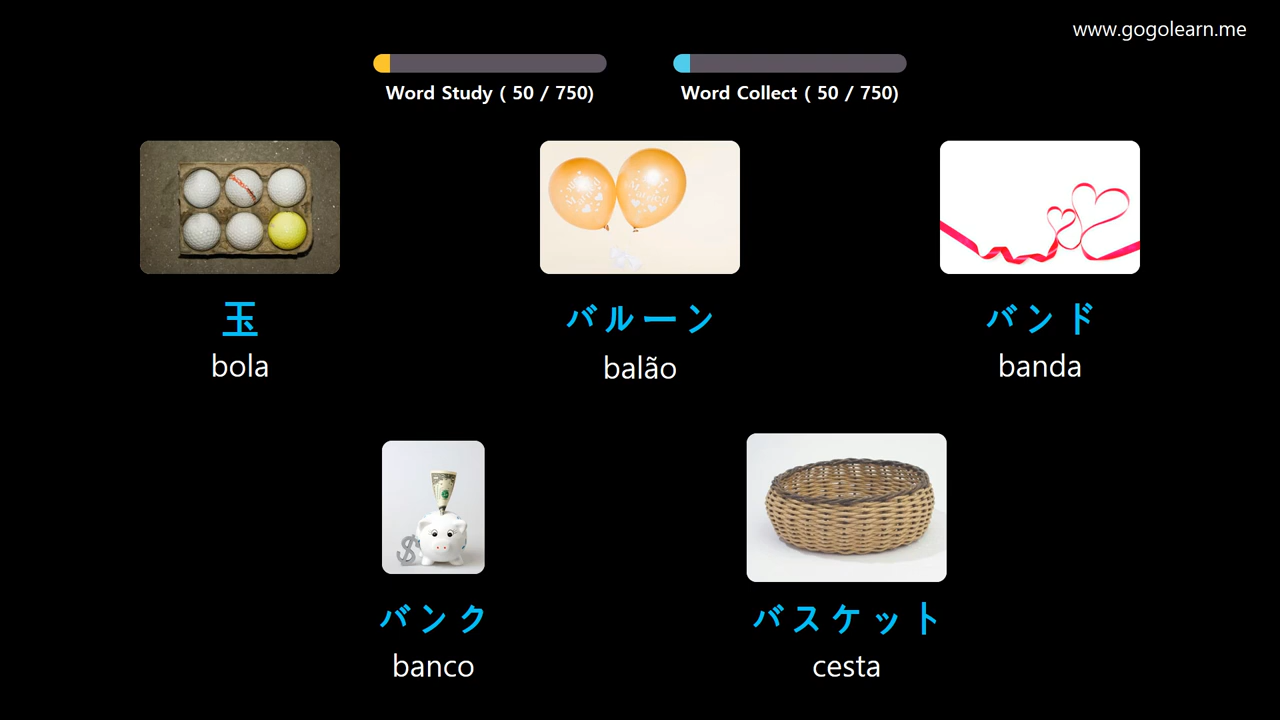 www.gogolearn.me
Word Study ( 50 / 750)
Word Collect ( 50 / 750)
玉
bola
バルーン
balão
バンド
banda
バンク
banco
バスケット
cesta